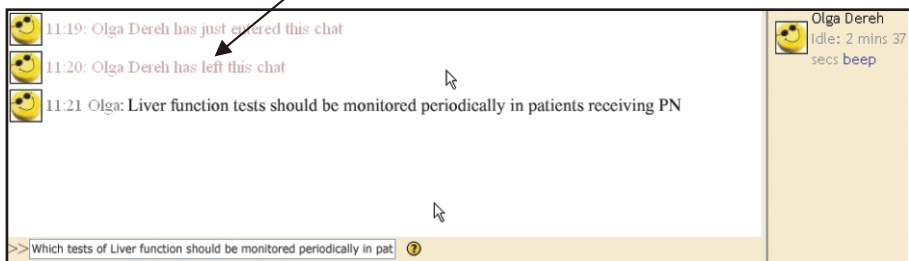 11:19: Olga Dereh has just entered this chat
11:20: Olga Dereh has left this chat
11:21 Olga: Liver function tests should be monitored periodically in patients receiving PN
>> Which tests of Liver function should be monitored periodically in pat ?
Olga Dereh
Idle: 2 mins 37
secs beep